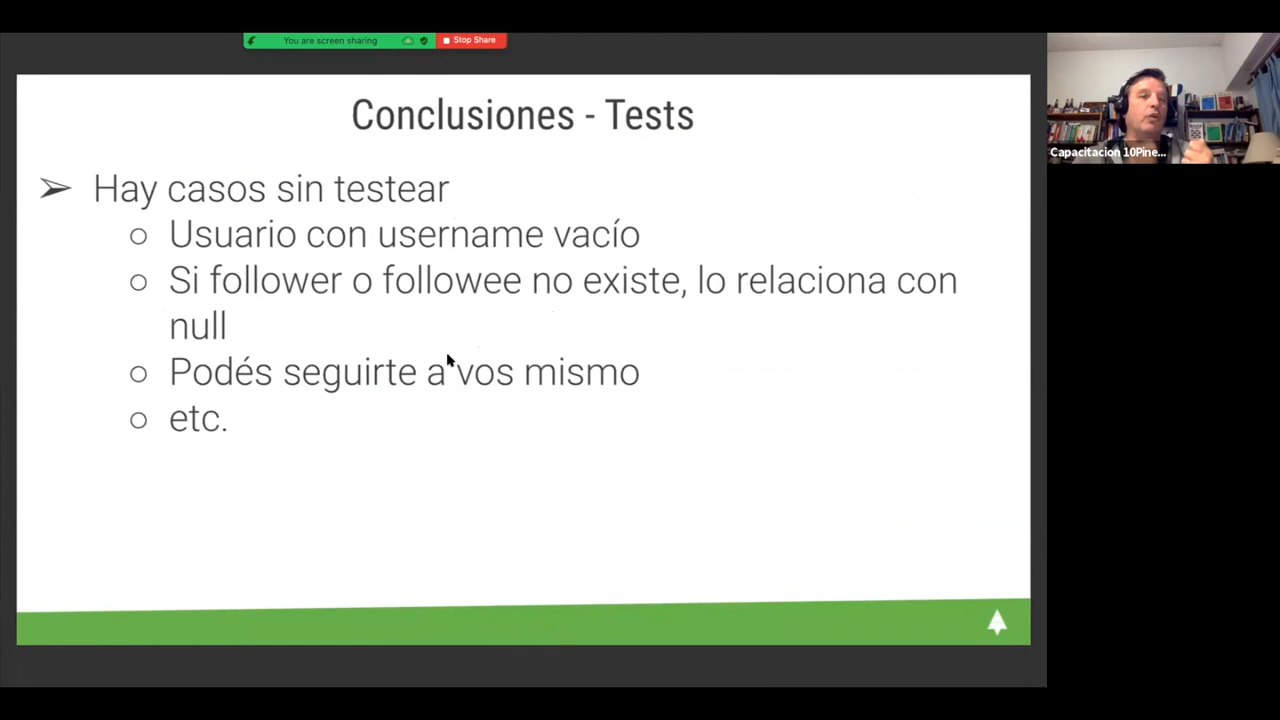 You are screen sharing
Stop Share
Conclusiones - Tests
➢ Hay casos sin testear
○ Usuario con username vacío
○ Si follower o followee no existe, lo relaciona con
null
○ Podés seguirte a vos mismo
○ etc.
Capacitacion 10Pine...